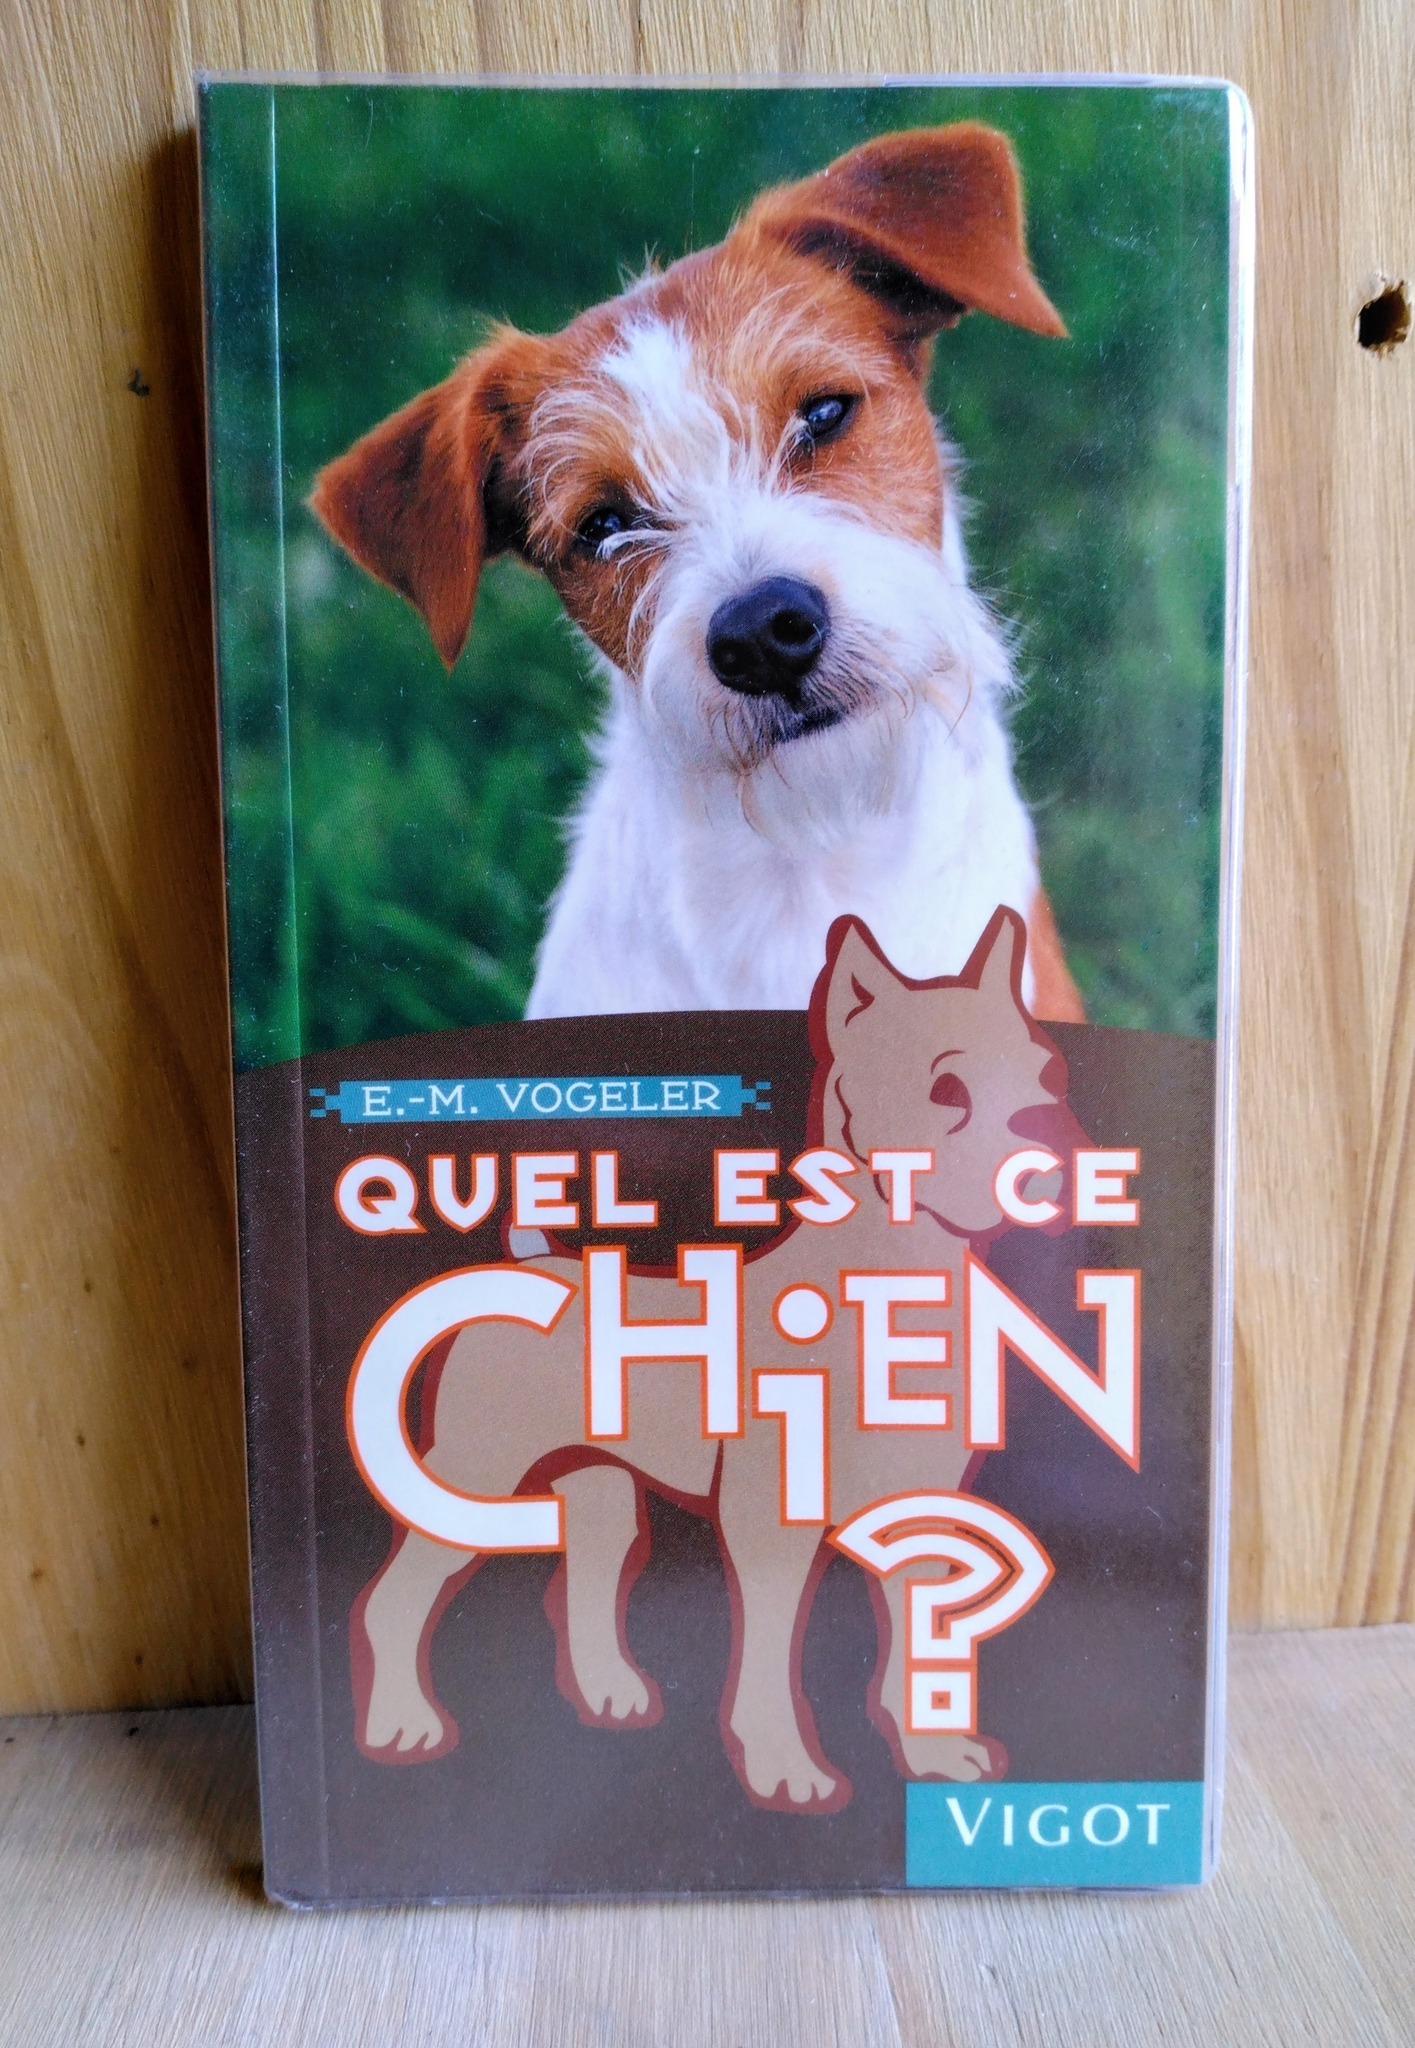 E.-M. VOGELER
QUEL EST CE
CHiEN
?
VIGOT